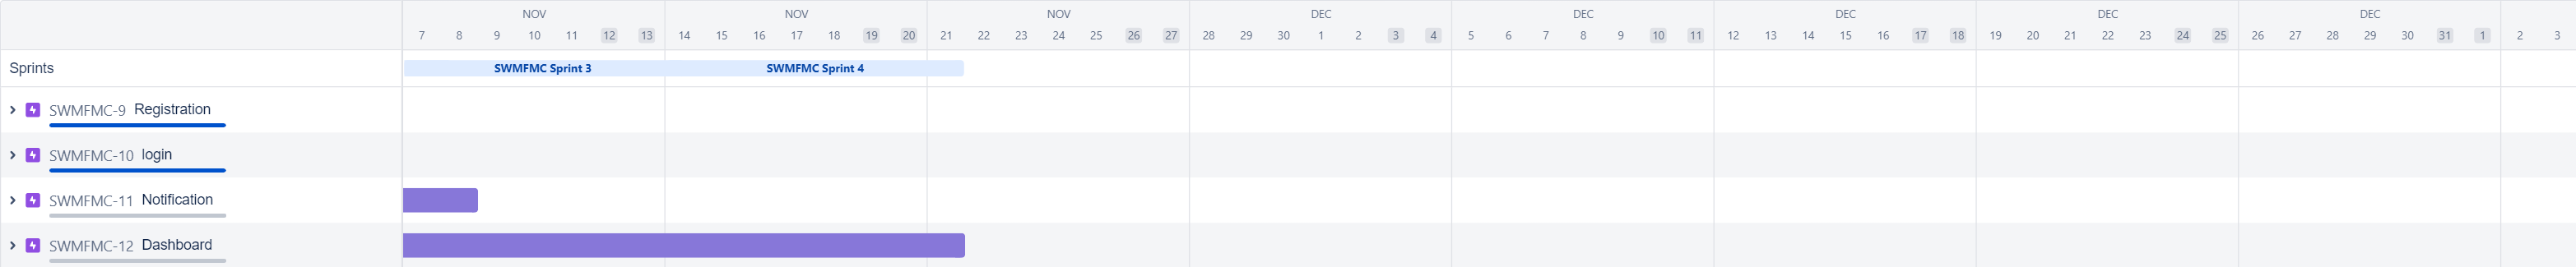 NOV NOV NOV DEC DEC DEC DEC DEC
7 8 9 10 11 12 13 14 15 16 17 18 19 20 21 22 23 24 25 26 27 28 29 30 1 2 3 4 5 6 7 8 9 10 11 12 13 14 15 16 17 18 19 20 21 22 23 24 25 26 27 28 29 30 31 1 2 3
Sprints SWMFMC Sprint 3 SWMFMC Sprint 4
SWMFMC-9 Registration
SWMFMC-10 login
SWMFMC-11 Notification
SWMFMC-12 Dashboard